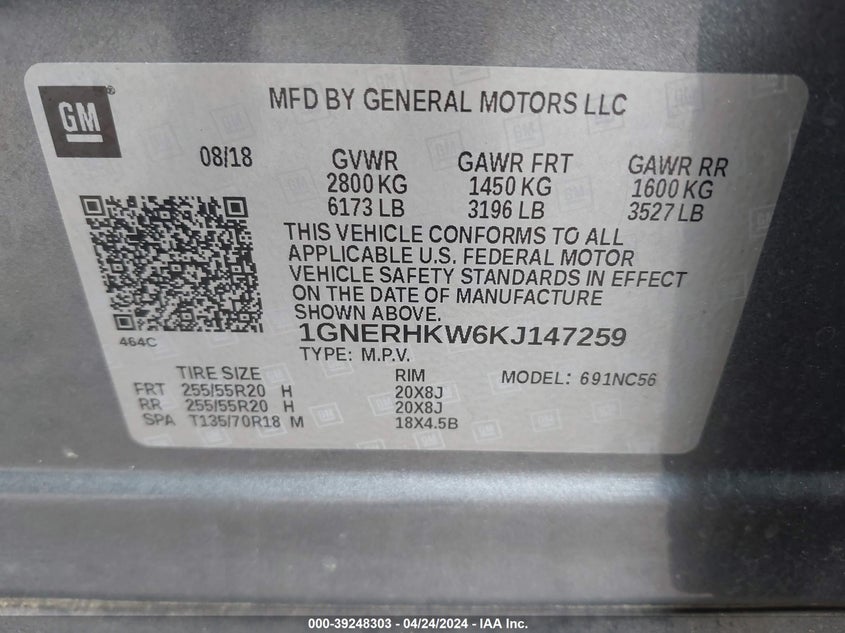 GM
MFD BY GENERAL MOTORS LLC
08/18 GVWR GAWR FRT GAWR RR
2800 KG 1450 KG 1600 KG
6173 LB 3196 LB 3527 LB
THIS VEHICLE CONFORMS TO ALL
APPLICABLE U.S. FEDERAL MOTOR
VEHICLE SAFETY STANDARDS IN EFFECT
ON THE DATE OF MANUFACTURE
SHOWN ABOVE.
464C
1GNERHKW6KJ147259
TYPE: M.P.V.
TIRE SIZE RIM MODEL: 691NC56
FRT 255/55R20 H 20X8J
RR 255/55R20 H 20X8J
SPA T135/70R18 M 18X4.5B
000-39248303 - 04/24/2024 - IAA Inc.